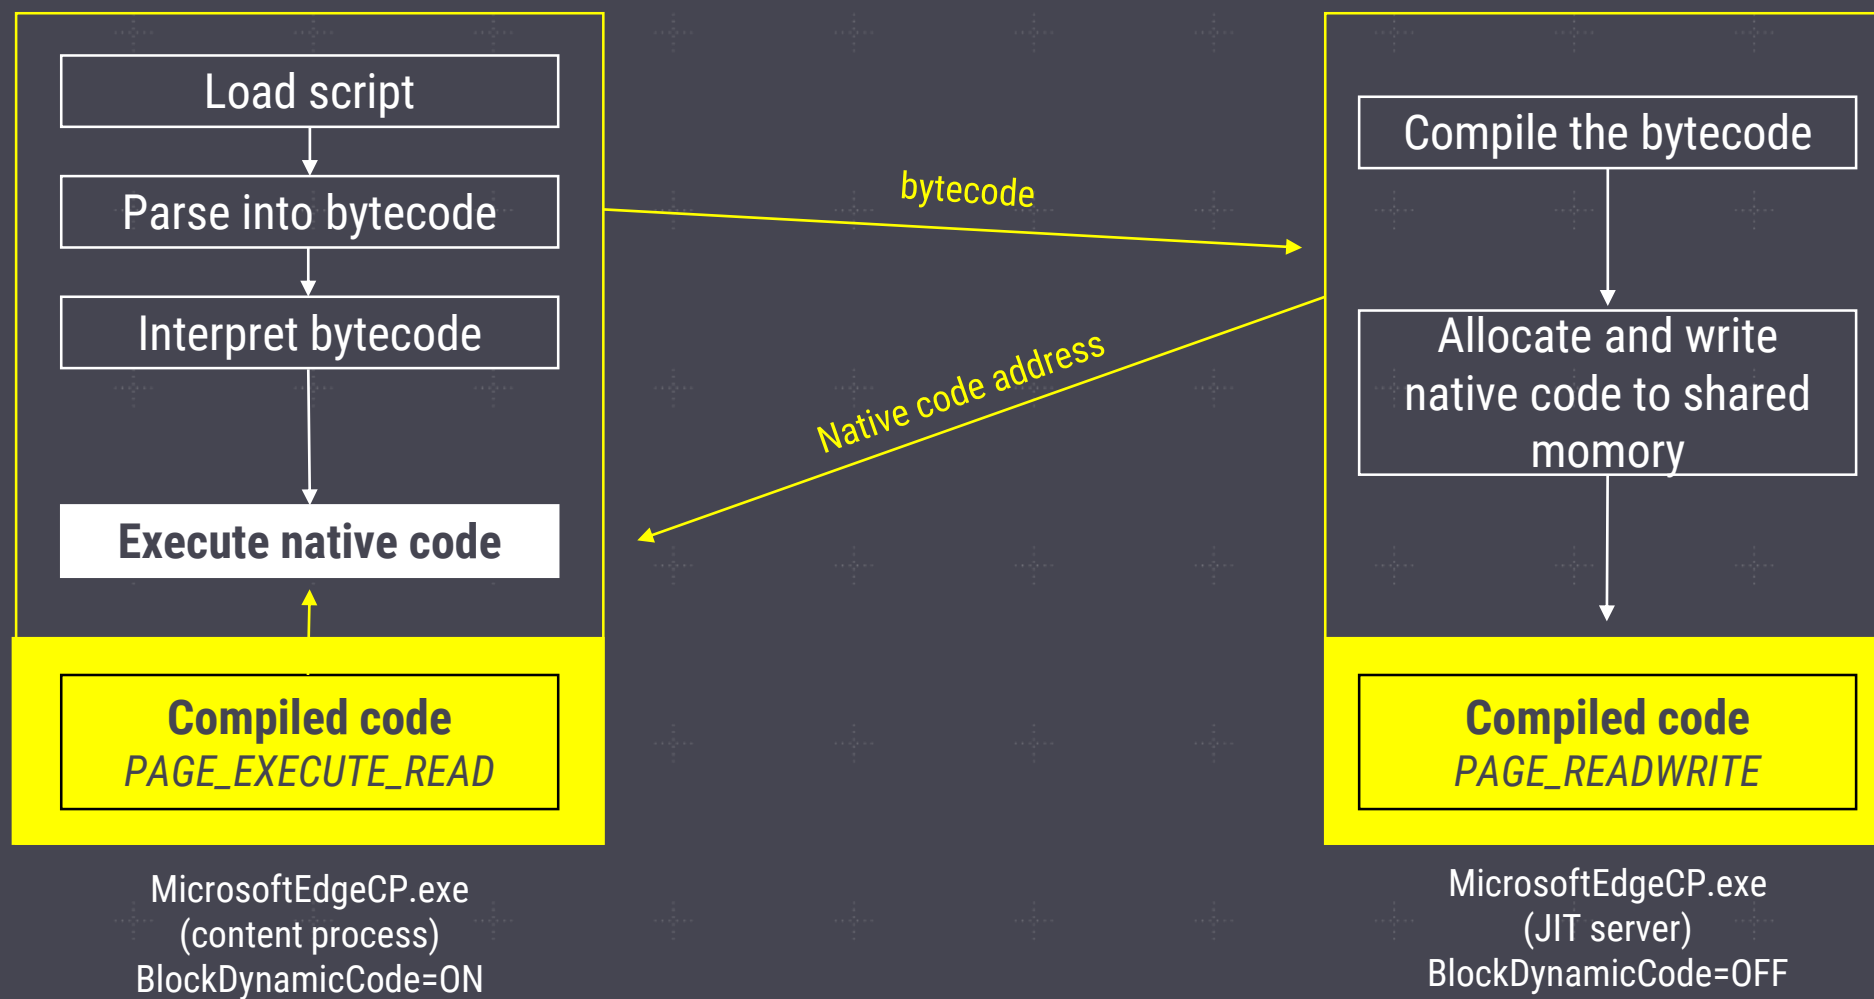 Load script
Parse into bytecode
Interpret bytecode
Execute native code
Compiled code
PAGE_EXECUTE_READ
MicrosoftEdgeCP.exe
(content process)
BlockDynamicCode=ON
bytecode
Native code address
Compile the bytecode
Allocate and write
native code to shared
momory
Compiled code
PAGE_READWRITE
MicrosoftEdgeCP.exe
(JIT server)
BlockDynamicCode=OFF